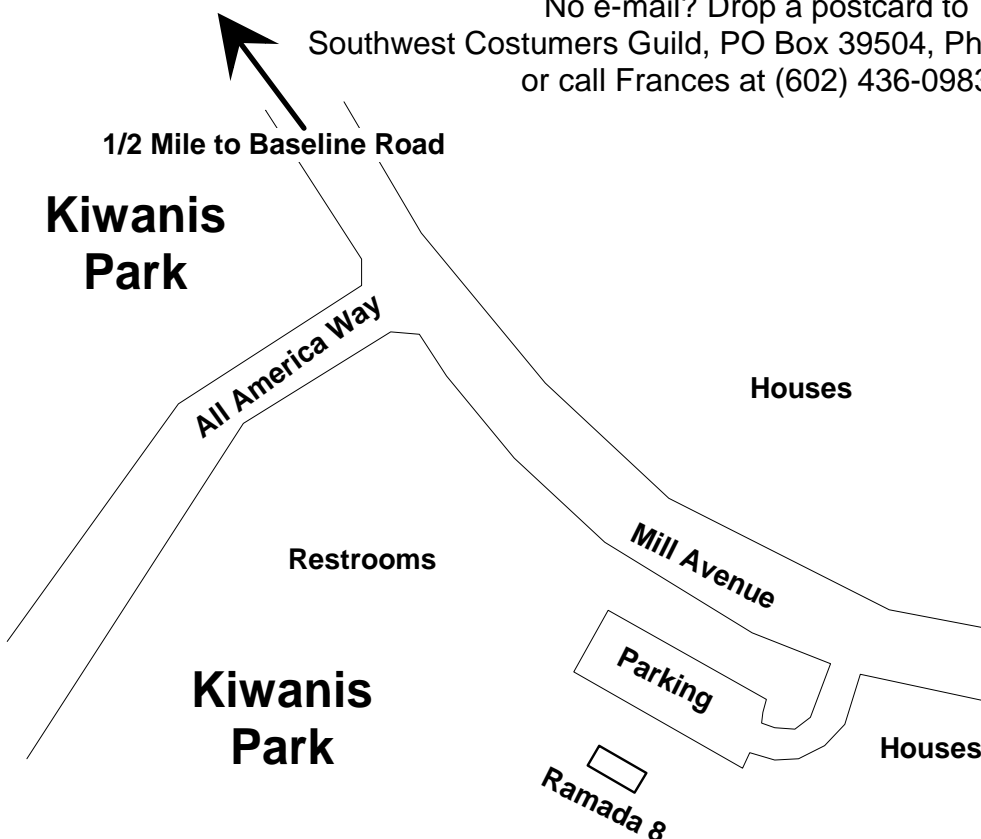 No e-mail? Drop a postcard to
Southwest Costumers Guild, PO Box 39504,
or call Frances at (602) 436-0983
1/2 Mile to Baseline Road
Kiwanis
Park
All America Way
Houses
Mill Avenue
Restrooms
Parking
Kiwanis
Park
Houses
Ramada 8